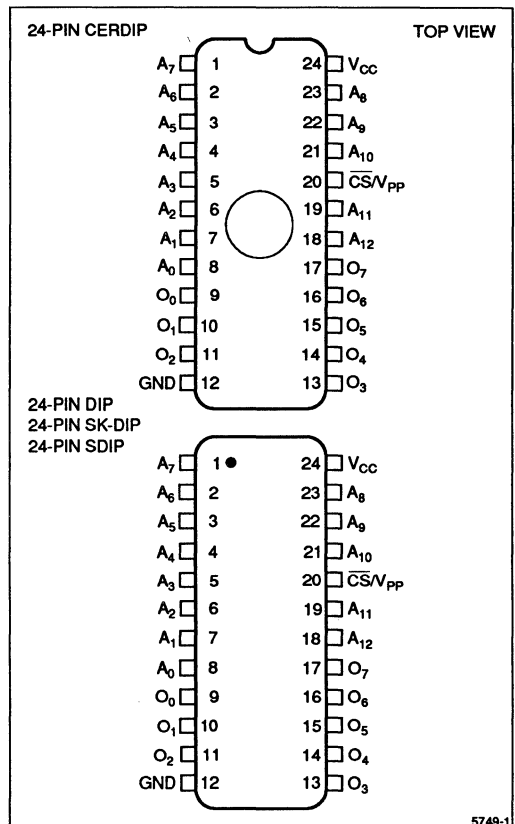 24-PIN CERDIP TOP VIEW
A7 1 24 VCC
A6 2 23 A8
A5 3 22 A9
A4 4 21 A10
A3 5 20 C̅S̅/VPP
A2 6 19 A11
A1 7 18 A12
A0 8 17 O7
O0 9 16 O6
O1 10 15 O5
O2 11 14 O4
GND 12 13 O3
24-PIN DIP
24-PIN SK-DIP
24-PIN SDIP
A7 1 24 VCC
A6 2 23 A8
A5 3 22 A9
A4 4 21 A10
A3 5 20 C̅S̅/VPP
A2 6 19 A11
A1 7 18 A12
A0 8 17 O7
O0 9 16 O6
O1 10 15 O5
O2 11 14 O4
GND 12 13 O3
5749-1